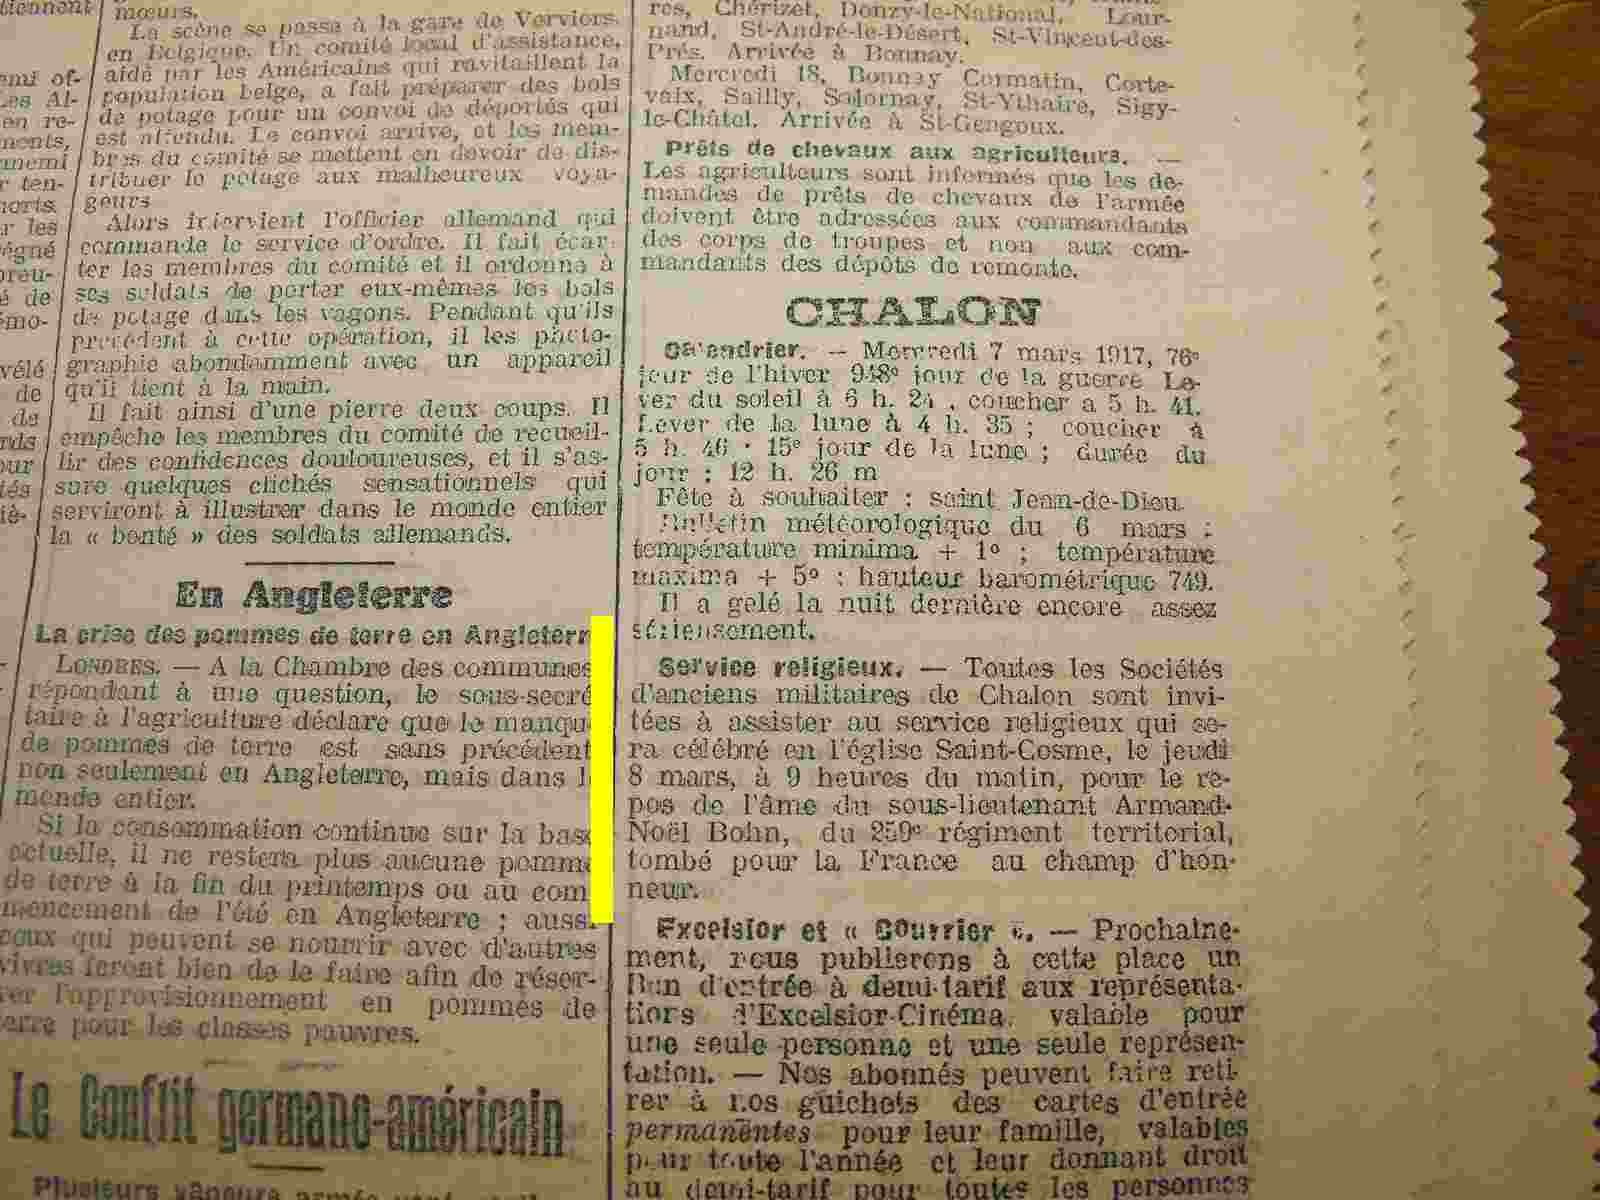 mœurs.
La scène se passe à la gare de Verviers,
en Belgique. Un comité local d'assistance,
aidé par les Américains qui ravitaillent la
population belge, a fait préparer des bols
de potage pour un convoi de déportés qui
est attendu. Le convoi arrive, et les mem-
bres du comité se mettent en devoir de dis-
tribuer le potage aux malheureux voya-
geurs
Alors intervient l'officier allemand qui
commande le service d'ordre. Il fait écar-
ter les membres du comité et il ordonne à
ses soldats de porter eux-mêmes les bols
de potage dans les vagons. Pendant qu'ils
procèdent à cette opération, il les photo-
graphie abondamment avec un appareil
qu'il tient à la main.
Il fait ainsi d'une pierre deux coups. Il
empêche les membres du comité de recueil-
lir des confidences douloureuses, et il s'as-
sure quelques clichés sensationnels qui
serviront à illustrer dans le monde entier
la « bonté » des soldats allemands.
En Angleterre
La crise des pommes de terre en Angleterr
LONDRES. — A la Chambre des communes
répondant à une question, le sous-secré
taire à l'agriculture déclare que le manqu
de pommes de terre est sans précédent
non seulement en Angleterre, mais dans l
monde entier.
Si la consommation continue sur la bas
actuelle, il ne restera plus aucune pomm
de terre à la fin du printemps ou au com
mencement de l'été en Angleterre ; aussi
ceux qui peuvent se nourrir avec d'autres
vivres feront bien de le faire afin de réser-
ver l'approvisionnement en pommes de
erre pour les classes pauvres.
Le Conflit germano-américain
Plusieurs vapeurs armés
res, Chérizet, Donzy-le-National, Lour-
nand, St-André-le-Désert, St-Vincent-des-
Prés. Arrivée à Bonnay.
Mercredi 18, Bonnay Cormatin, Corte-
vaix, Sailly, Salornay, St-Ythaire, Sigy-
le-Châtel. Arrivée à St-Gengoux.
Prêts de chevaux aux agriculteurs. —
Les agriculteurs sont informés que les de-
mandes de prêts de chevaux de l'armée
doivent être adressées aux commandants
des corps de troupes et non aux com-
mandants des dépôts de remonte.
CHALON
Calendrier. — Mercredi 7 mars 1917, 76e
jour de l'hiver 948e jour de la guerre Le-
ver du soleil à 6 h. 24 , coucher a 5 h. 41.
Lever de la lune à 4 h. 35 ; coucher à
5 h. 46 · 15e jour de la lune ; durée du
jour : 12 h. 26 m
Fête à souhaiter : saint Jean-de-Dieu.
Bulletin météorologique du 6 mars :
température minima + 1° ; température
maxima + 5° ; hauteur barométrique 749.
Il a gelé la nuit dernière encore assez
sérieusement.
Service religieux. — Toutes les Sociétés
d'anciens militaires de Chalon sont invi-
tées à assister au service religieux qui se-
ra célébré en l'église Saint-Cosme, le jeudi
8 mars, à 9 heures du matin, pour le re-
pos de l'âme du sous-lieutenant Armand-
Noël Bohn, du 259e régiment territorial,
tombé pour la France au champ d'hon-
neur.
Excelsior et « Courrier ». — Prochaine-
ment, nous publierons à cette place un
Bon d'entrée à demi-tarif aux représenta-
tions d'Excelsior-Cinéma, valable pour
une seule personne et une seule représen-
tation. — Nos abonnés peuvent faire reti-
rer à nos guichets des cartes d'entrée
permanentes pour leur famille, valables
pour toute l'année et leur donnant droit
au demi-tarif pour toutes les personnes